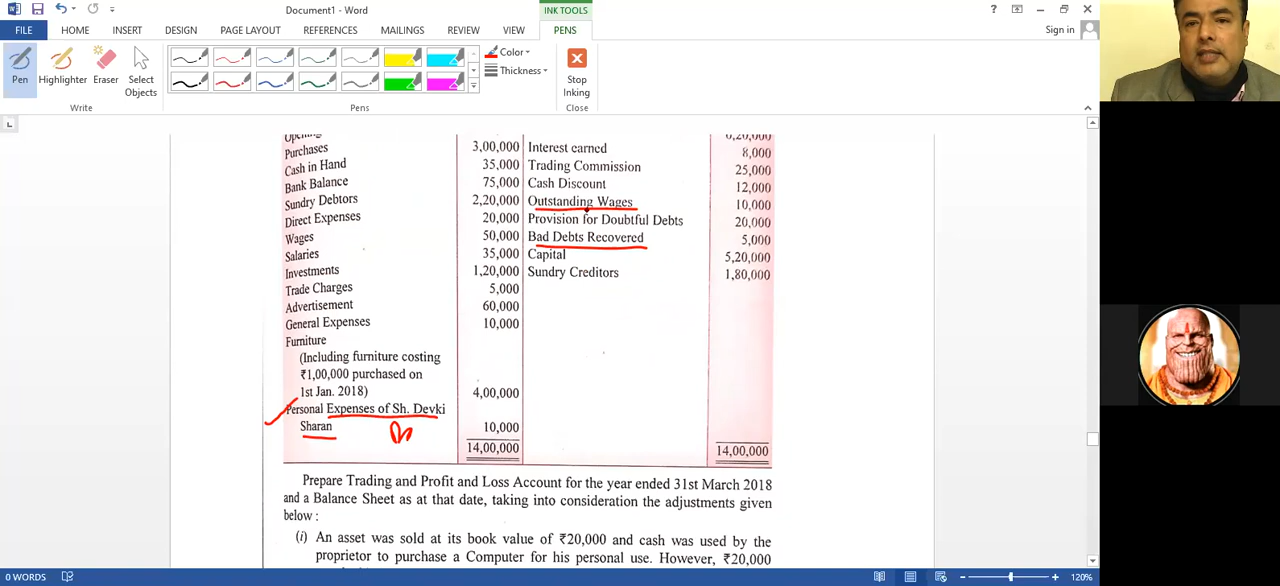 Document1 - Word
INK TOOLS
?
FILE HOME INSERT DESIGN PAGE LAYOUT REFERENCES MAILINGS REVIEW VIEW PENS
Sign in
Pen Highlighter Eraser Select Objects
Color
Thickness
Stop Inking
Write Pens Close
6,20,000
Purchases 3,00,000 Interest earned 8,000
Cash in Hand 35,000 Trading Commission 25,000
Bank Balance 75,000 Cash Discount 12,000
Sundry Debtors 2,20,000 Outstanding Wages 10,000
Direct Expenses 20,000 Provision for Doubtful Debts 20,000
Wages 50,000 Bad Debts Recovered 5,000
Salaries 35,000 Capital 5,20,000
Investments 1,20,000 Sundry Creditors 1,80,000
Trade Charges 5,000
Advertisement 60,000
General Expenses 10,000
Furniture
(Including furniture costing
₹1,00,000 purchased on
1st Jan. 2018) 4,00,000
Personal Expenses of Sh. Devki
Sharan 10,000
14,00,000 14,00,000
Prepare Trading and Profit and Loss Account for the year ended 31st March 2018
and a Balance Sheet as at that date, taking into consideration the adjustments given
below :
(i) An asset was sold at its book value of ₹20,000 and cash was used by the
proprietor to purchase a Computer for his personal use. However, ₹20,000
0 WORDS
120%